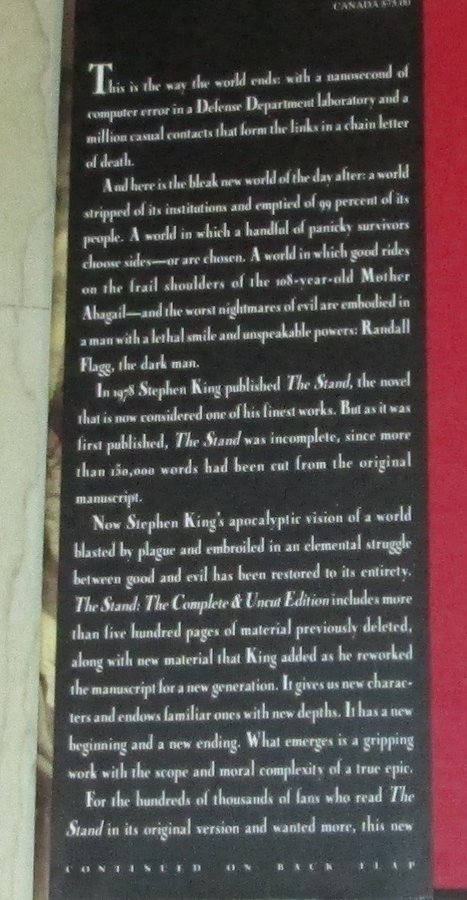 CANADA $75.00
This is the way the world ends: with a nanosecond of
computer error in a Defense Department laboratory and a
million casual contacts that form the links in a chain letter
of death.
And here is the bleak new world of the day after: a world
stripped of its institutions and emptied of 99 percent of its
people. A world in which a handful of panicky survivors
choose sides—or are chosen. A world in which good rides
on the frail shoulders of the 108-year-old Mother
Abagail—and the worst nightmares of evil are embodied in
a man with a lethal smile and unspeakable powers: Randall
Flagg, the dark man.
In 1978 Stephen King published The Stand, the novel
that is now considered one of his finest works. But as it was
first published, The Stand was incomplete, since more
than 150,000 words had been cut from the original
manuscript.
Now Stephen King's apocalyptic vision of a world
blasted by plague and embroiled in an elemental struggle
between good and evil has been restored to its entirety.
The Stand: The Complete & Uncut Edition includes more
than five hundred pages of material previously deleted,
along with new material that King added as he reworked
the manuscript for a new generation. It gives us new charac-
ters and endows familiar ones with new depths. It has a new
beginning and a new ending. What emerges is a gripping
work with the scope and moral complexity of a true epic.
For the hundreds of thousands of fans who read The
Stand in its original version and wanted more, this new
CONTINUED ON BACK FLAP